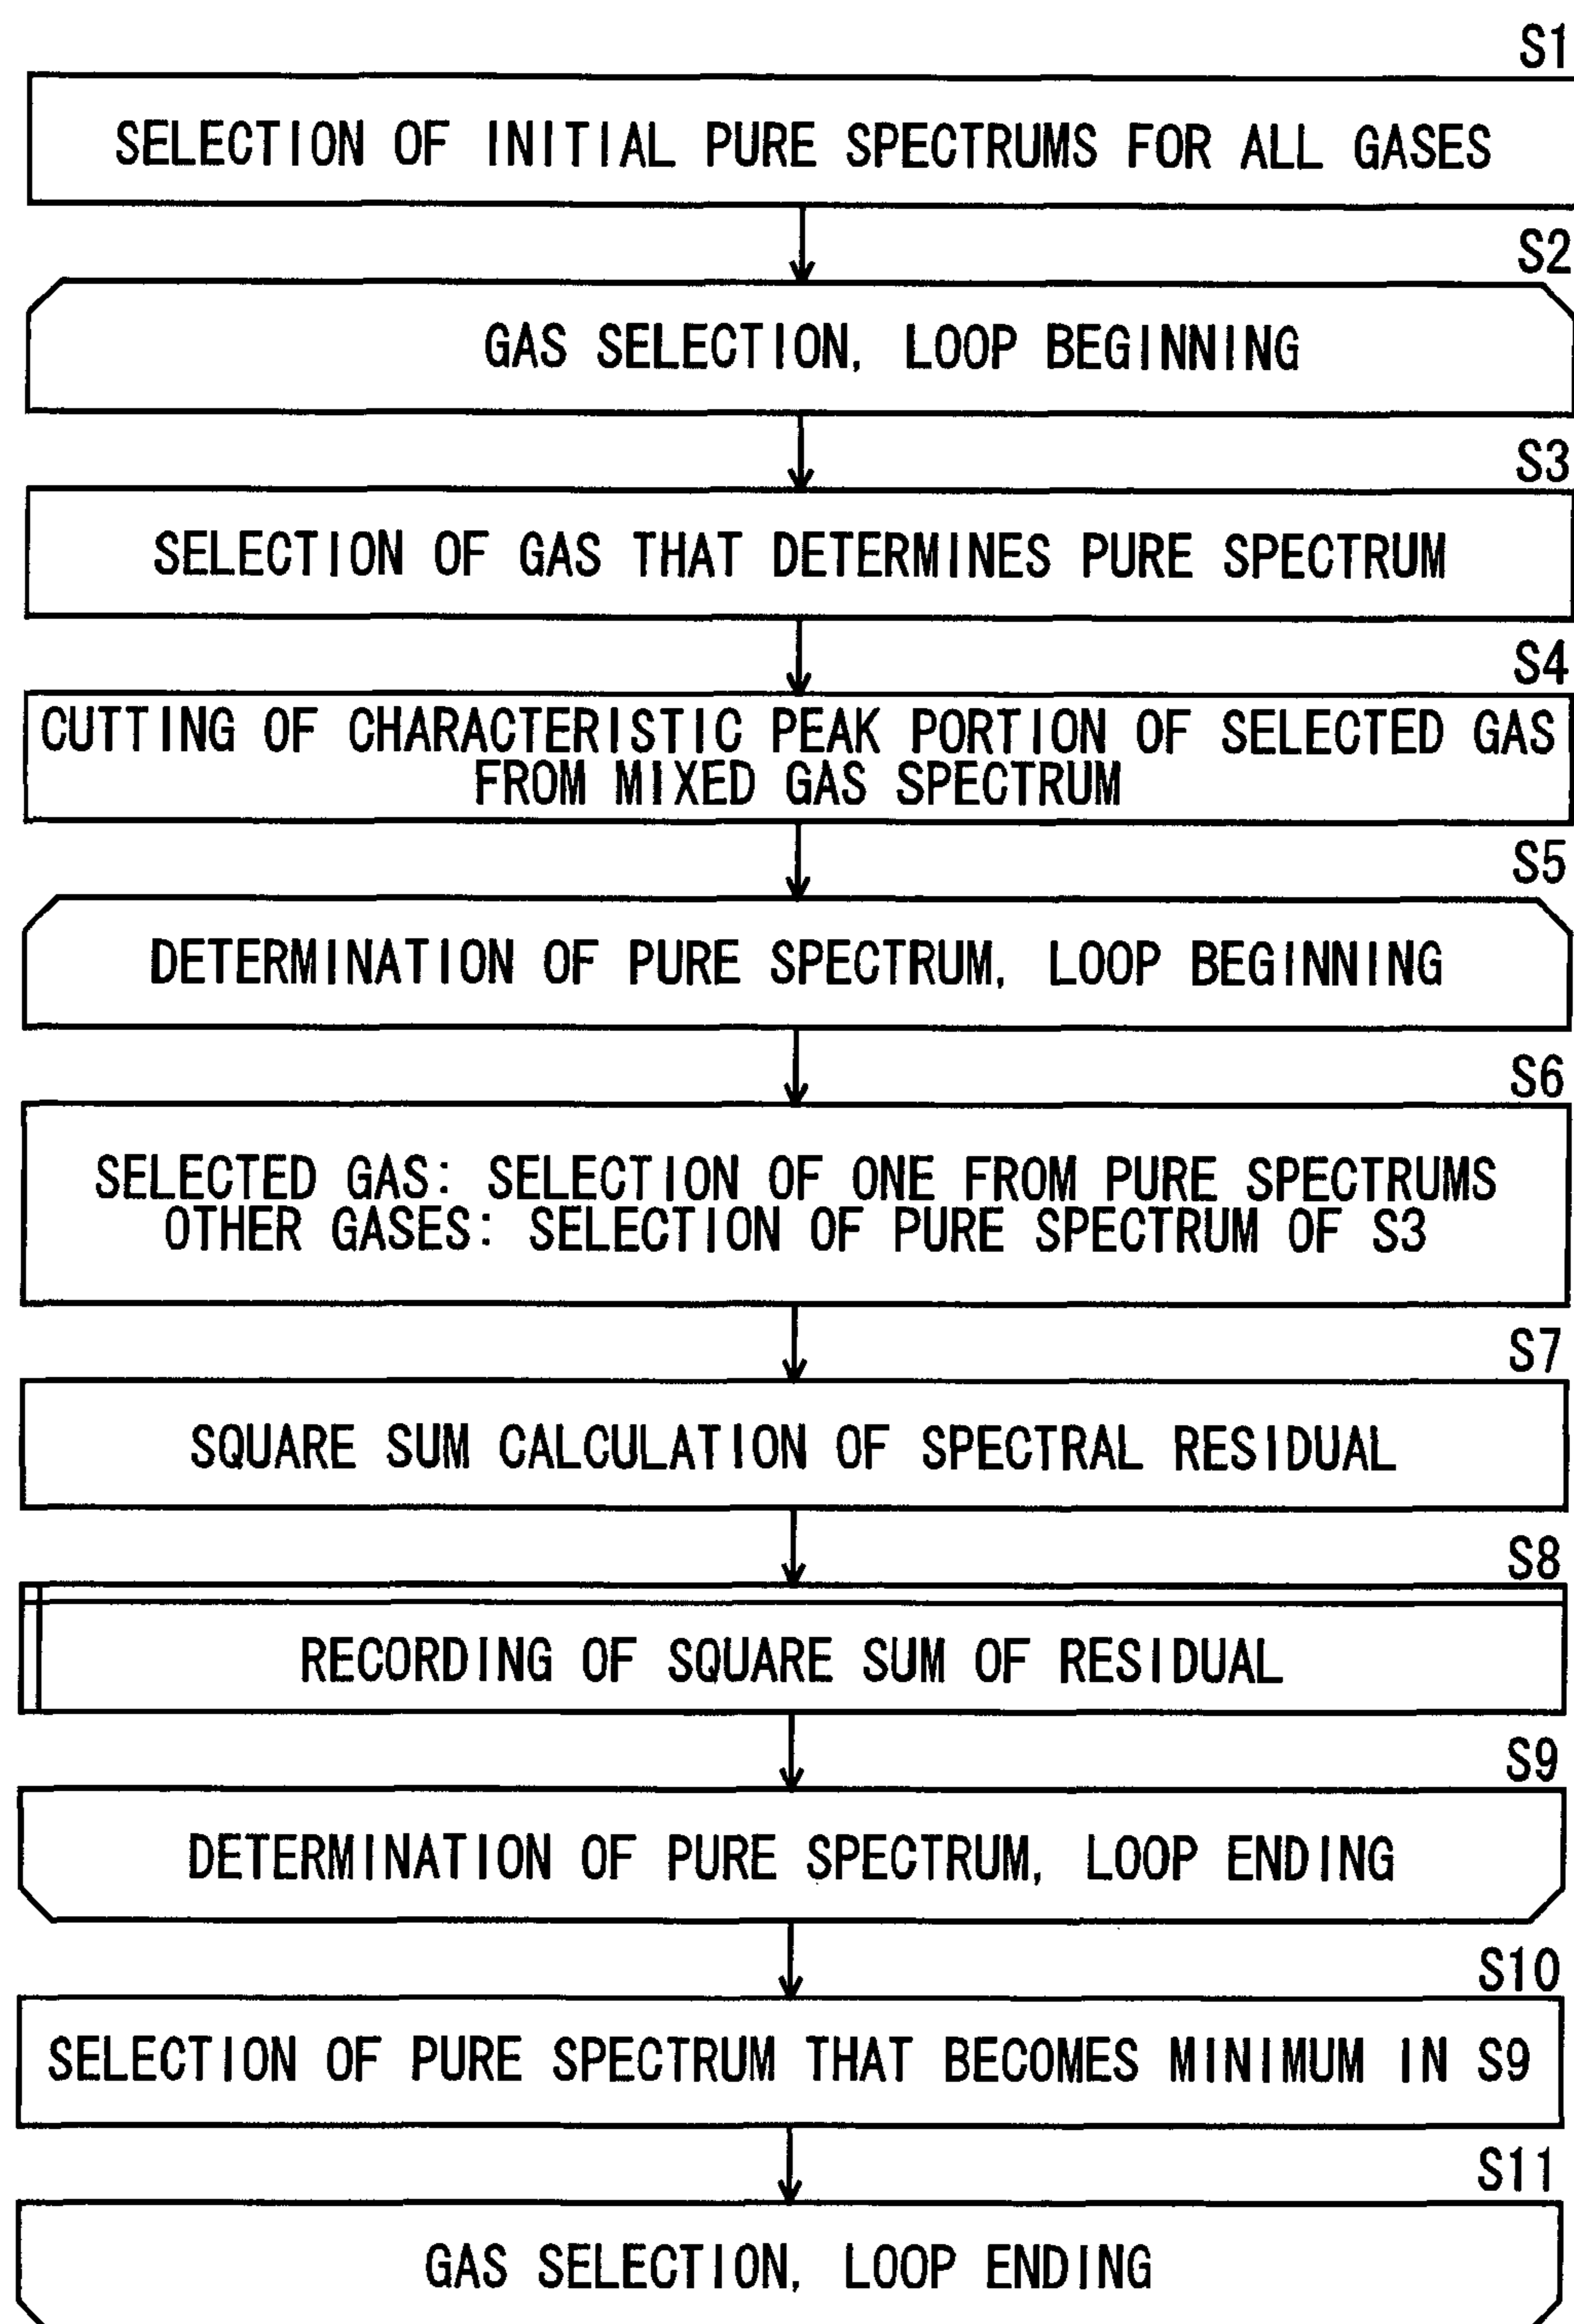 S1
SELECTION OF INITIAL PURE SPECTRUMS FOR ALL GASES
S2
GAS SELECTION, LOOP BEGINNING
S3
SELECTION OF GAS THAT DETERMINES PURE SPECTRUM
S4
CUTTING OF CHARACTERISTIC PEAK PORTION OF SELECTED GAS
FROM MIXED GAS SPECTRUM
S5
DETERMINATION OF PURE SPECTRUM, LOOP BEGINNING
S6
SELECTED GAS: SELECTION OF ONE FROM PURE SPECTRUMS
OTHER GASES: SELECTION OF PURE SPECTRUM OF S3
S7
SQUARE SUM CALCULATION OF SPECTRAL RESIDUAL
S8
RECORDING OF SQUARE SUM OF RESIDUAL
S9
DETERMINATION OF PURE SPECTRUM, LOOP ENDING
S10
SELECTION OF PURE SPECTRUM THAT BECOMES MINIMUM IN S9
S11
GAS SELECTION, LOOP ENDING